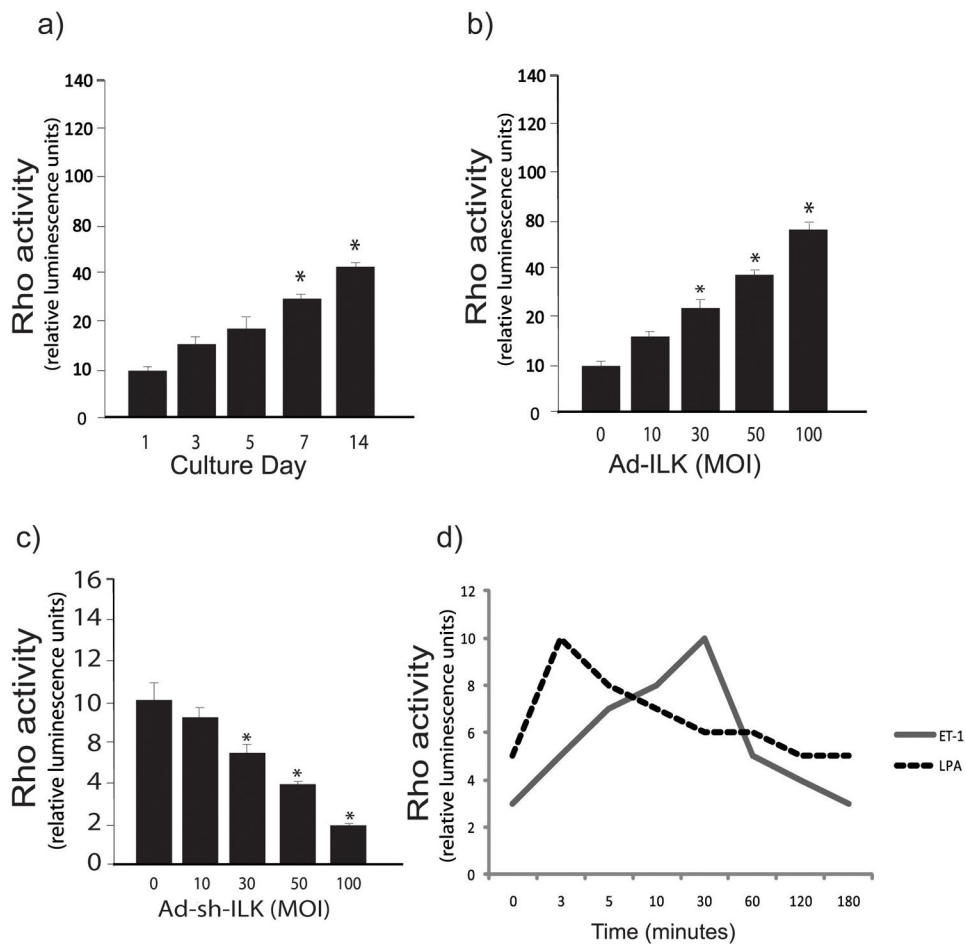 a)
140
120
100
80
40
20
10
0
Rho activity
(relative luminescence units)
*
*
1 3 5 7 14
Culture Day
b)
140
120
100
80
40
20
10
0
Rho activity
(relative luminescence units)
*
*
*
0 10 30 50 100
Ad-ILK (MOI)
c)
16
14
12
10
8
4
2
0
Rho activity
(relative luminescence units)
*
*
*
0 10 30 50 100
Ad-sh-ILK (MOI)
d)
12
10
8
6
4
2
0
Rho activity
(relative luminescence units)
ET-1
LPA
0 3 5 10 30 60 120 180
Time (minutes)